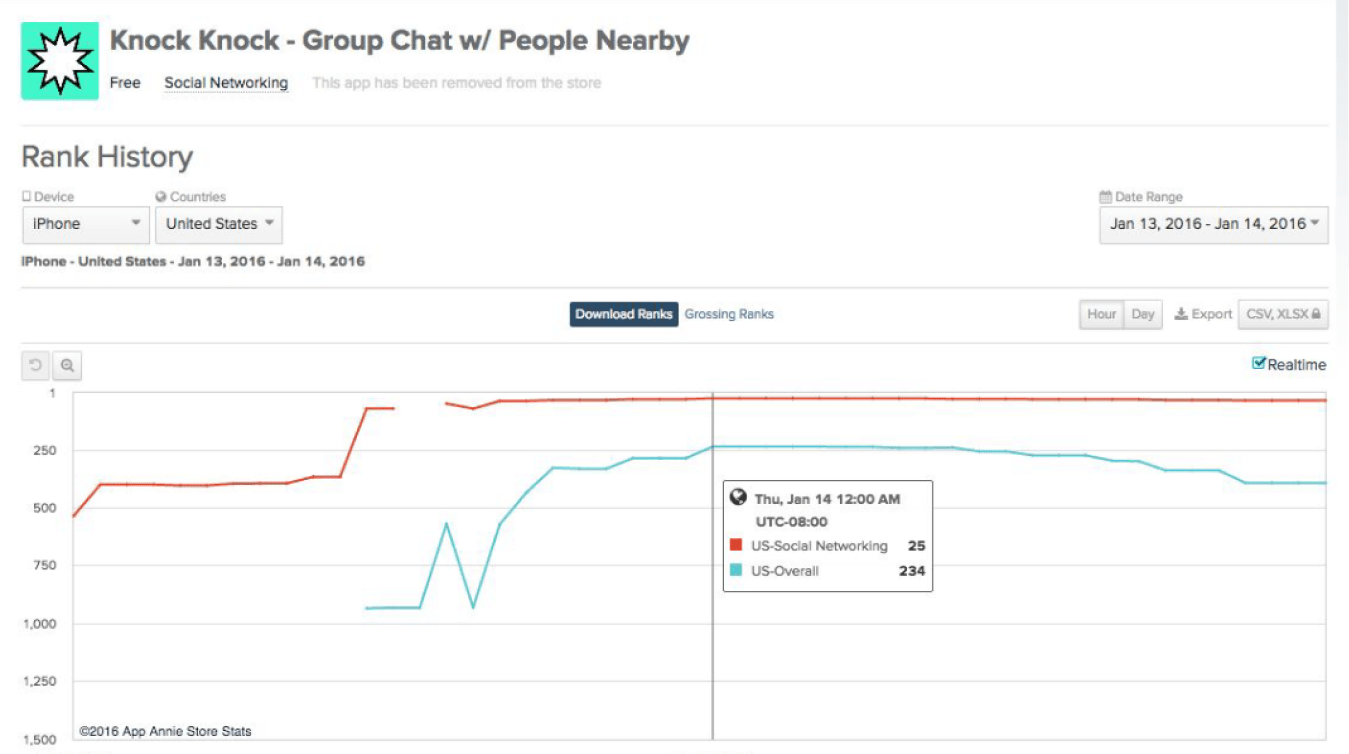 Knock Knock - Group Chat w/ People Nearby
Free Social Networking This app has been removed from the store
Rank History
Device Countries Date Range
iPhone United States Jan 13, 2016 - Jan 14, 2016
iPhone - United States - Jan 13, 2016 - Jan 14, 2016
Download Ranks Grossing Ranks Hour Day Export CSV, XLSX
Realtime
1
250
500
750
1,000
1,250
1,500
Thu, Jan 14 12:00 AM
UTC-08:00
US-Social Networking 25
US-Overall 234
©2016 App Annie Store Stats